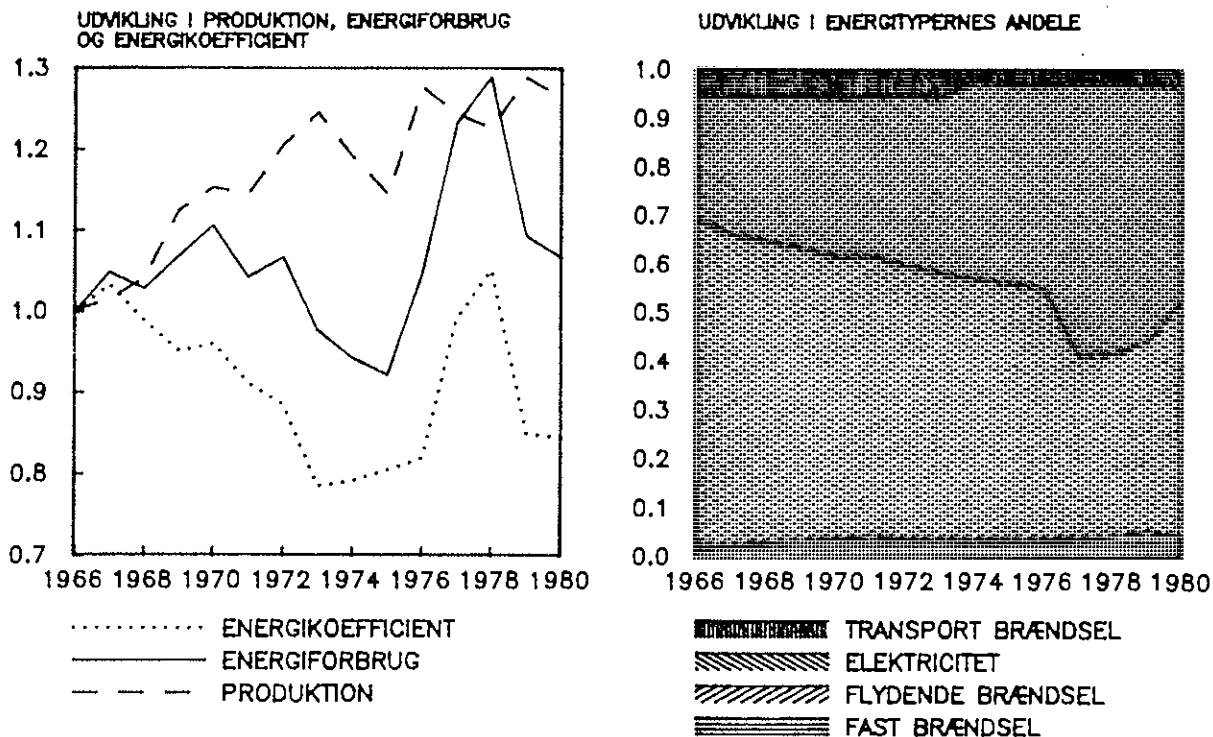 UDVIKLING I PRODUKTION, ENERGIFORBRUG
OG ENERGIKOEFFICIENT
1.3
1.2
1.1
1.0
0.9
0.8
0.7
1966 1968 1970 1972 1974 1976 1978 1980
ENERGIKOEFFICIENT
ENERGIFORBRUG
PRODUKTION
UDVIKLING I ENERGITYPERNES ANDELE
1.0
0.9
0.8
0.7
0.6
0.5
0.4
0.3
0.2
0.1
0.0
1966 1968 1970 1972 1974 1976 1978 1980
TRANSPORT BRÆNDSEL
ELEKTRICITET
FLYDENDE BRÆNDSEL
FAST BRÆNDSEL